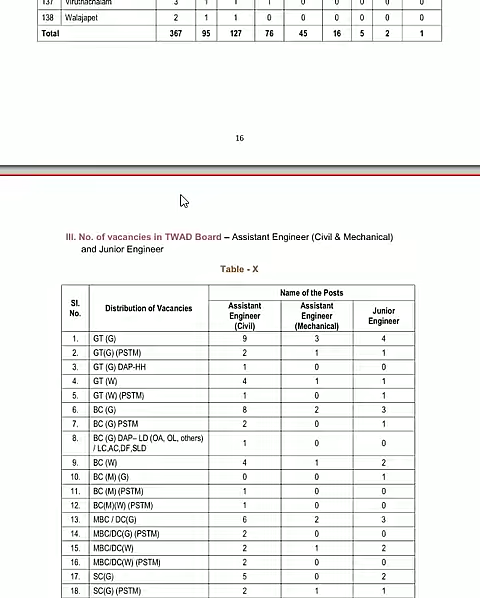 137 Viruthachalam 3 1 1 1 0 0 0 0 0
138 Walajapet 2 1 1 0 0 0 0 0 0
Total 367 95 127 76 45 16 5 2 1
16
III. No. of vacancies in TWAD Board – Assistant Engineer (Civil & Mechanical)
and Junior Engineer
Table - X
Sl. No. Distribution of Vacancies Name of the Posts
Assistant Engineer (Civil) Assistant Engineer (Mechanical) Junior Engineer
1. GT (G) 9 3 4
2. GT(G) (PSTM) 2 1 1
3. GT (G) DAP-HH 1 0 0
4. GT (W) 4 1 1
5. GT (W) (PSTM) 1 0 1
6. BC (G) 8 2 3
7. BC (G) PSTM 2 0 1
8. BC (G) DAP– LD (OA, OL, others) / LC,AC,DF,SLD 1 0 0
9. BC (W) 4 1 2
10. BC (M) (G) 0 0 1
11. BC (M) (PSTM) 1 0 0
12. BC(M)(W) (PSTM) 1 0 0
13. MBC / DC(G) 6 2 3
14. MBC/DC(G) (PSTM) 2 0 0
15. MBC/DC(W) 2 1 2
16. MBC/DC(W) (PSTM) 2 0 0
17. SC(G) 5 0 2
18. SC(G) (PSTM) 2 1 1